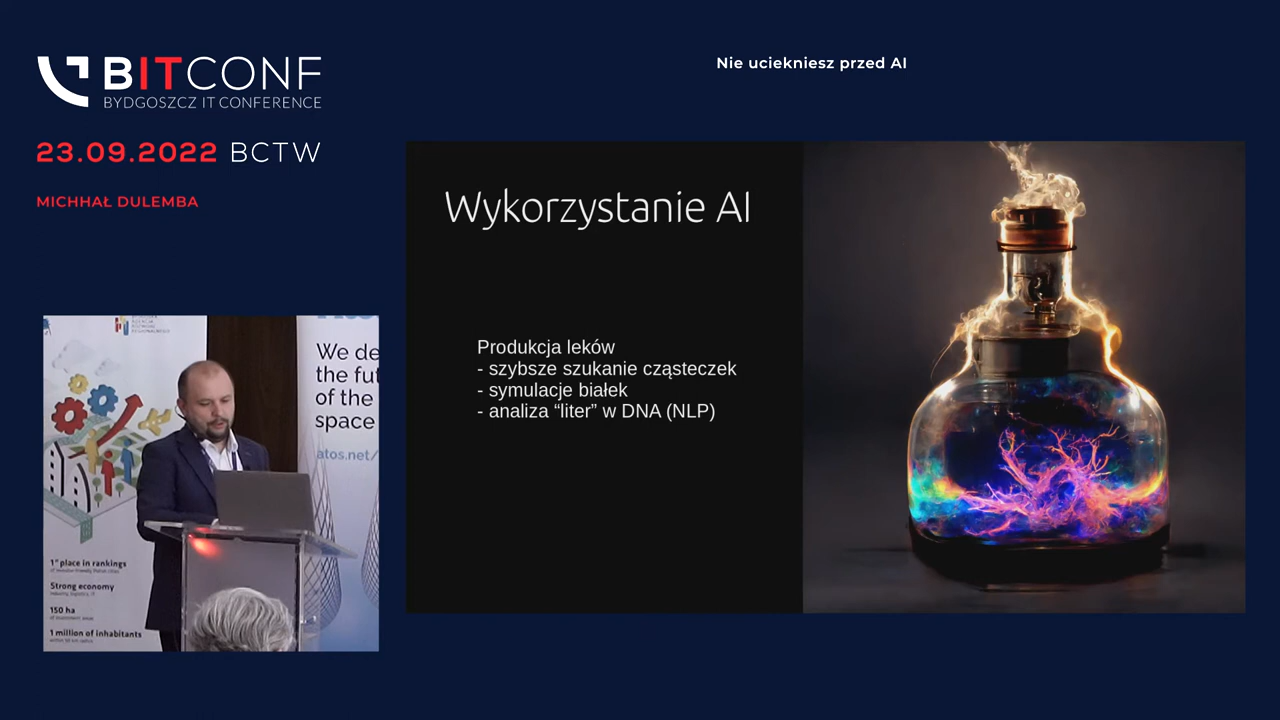 BITCONF
BYDGOSZCZ IT CONFERENCE
23.09.2022 BCTW
MICHHAŁ DULEMBA
Nie uciekniesz przed AI
Wykorzystanie AI
Produkcja leków
- szybsze szukanie cząsteczek
- symulacje białek
- analiza “liter” w DNA (NLP)
We de
the fut
of the
space
atos.net/
1st place in rankings
Strong economy
150 ha
1 million of inhabitants